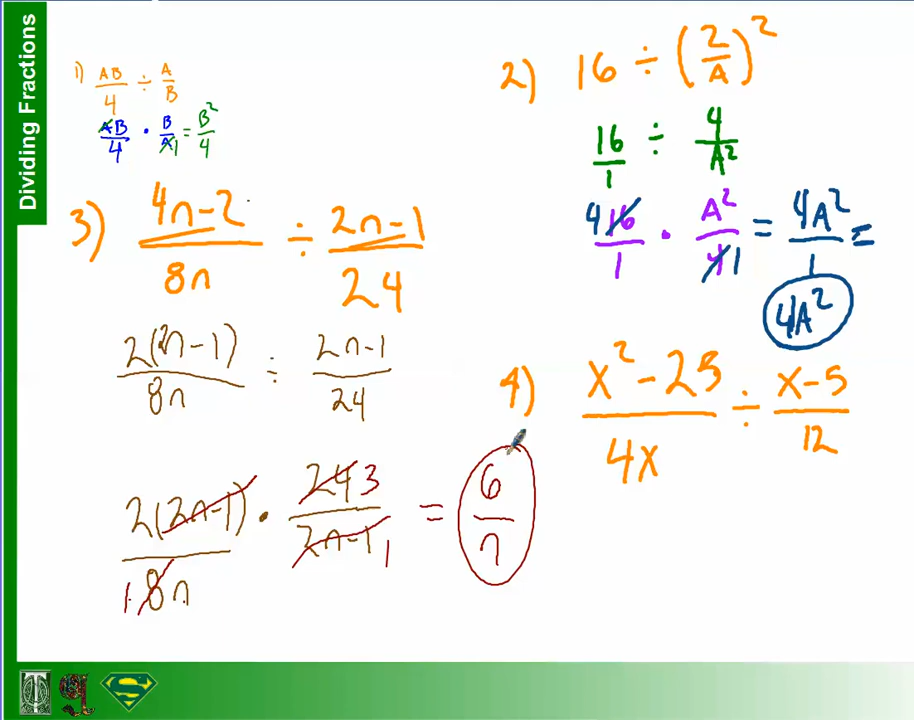 Dividing Fractions
1) AB/4 ÷ A/B
AB/4 · B/A 1 = B²/4
2) 16 ÷ (2/A)²
16/1 ÷ 4/A²
4 16/1 · A²/4 1 = 4A²/1 =
4A²
3) 4n-2/8n ÷ 2n-1/24
2(2n-1)/8n ÷ 2n-1/24
2(2n-1)/1 8n · 24 3/2n-1 1 = 6/n
4) x²-25/4x ÷ x-5/12